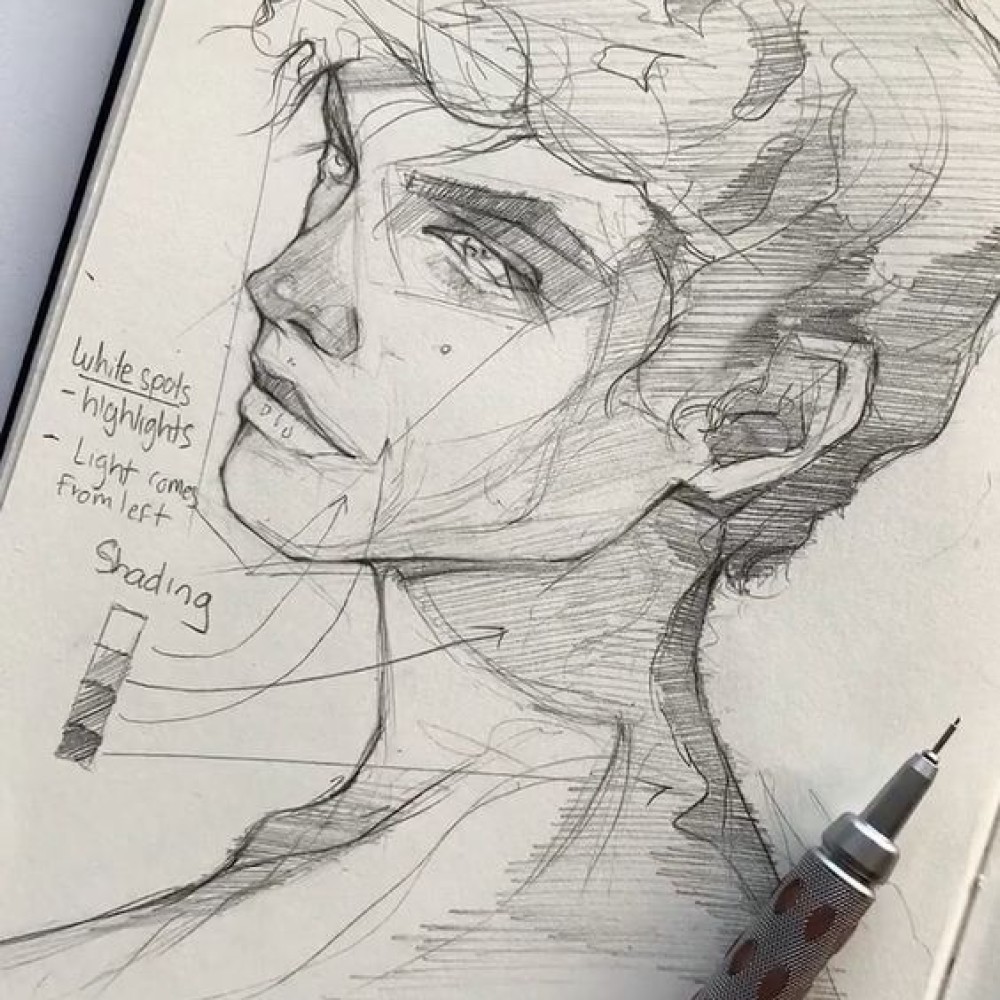 White spots
- highlights
- Light comes
from left
Shading